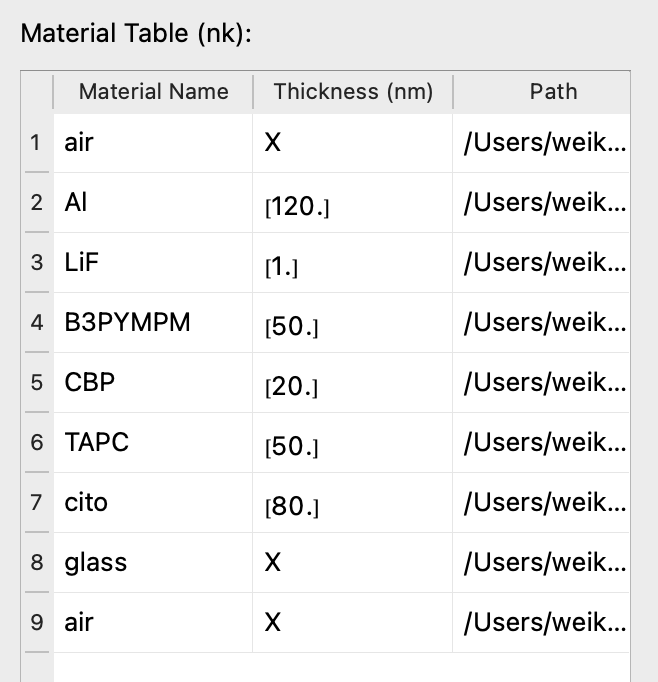 Material Table (nk):
Material Name Thickness (nm) Path
1 air X /Users/weik...
2 Al [120.] /Users/weik...
3 LiF [1.] /Users/weik...
4 B3PYMPM [50.] /Users/weik...
5 CBP [20.] /Users/weik...
6 TAPC [50.] /Users/weik...
7 cito [80.] /Users/weik...
8 glass X /Users/weik...
9 air X /Users/weik...